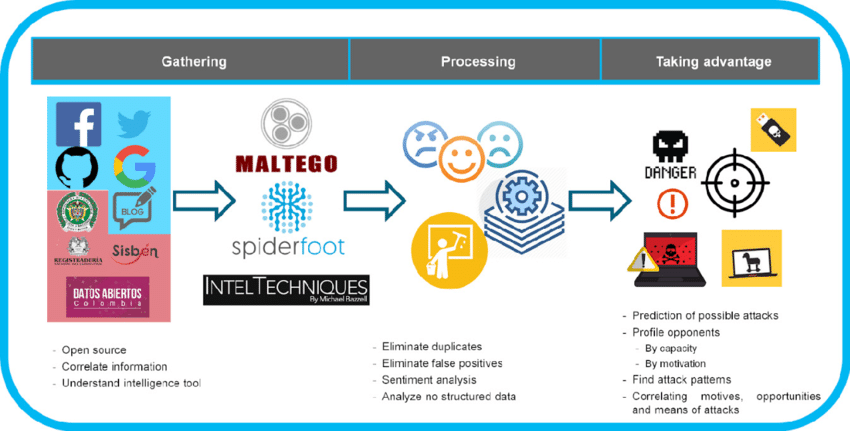 Gathering
Processing
Taking advantage
BLOG
REGISTRADURIA
Sisbén
DATOS ABIERTOS
Colombia
MALTEGO
spiderfoot
INTELTECHNIQUES
By Michael Bazzell
DANGER
- Open source
- Correlate information
- Understand intelligence tool
- Eliminate duplicates
- Eliminate false positives
- Sentiment analysis
- Analyze no structured data
- Prediction of possible attacks
- Profile opponents
- By capacity
- By motivation
- Find attack patterns
- Correlating motives, opportunities
and means of attacks